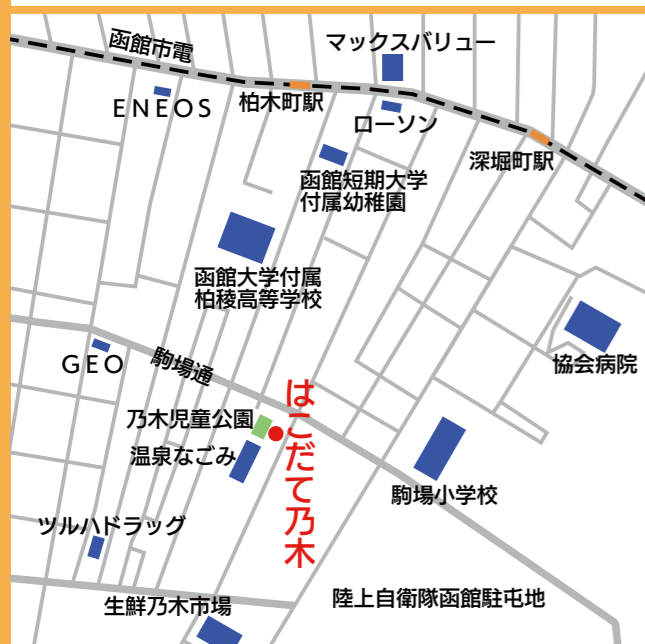 函館市電
マックスバリュー
ENEOS
柏木町駅
ローソン
深堀町駅
函館短期大学
付属幼稚園
函館大学付属
柏稜高等学校
GEO
駒場通
協会病院
はこだて乃木
乃木児童公園
温泉なごみ
駒場小学校
ツルハドラッグ
生鮮乃木市場
陸上自衛隊函館駐屯地